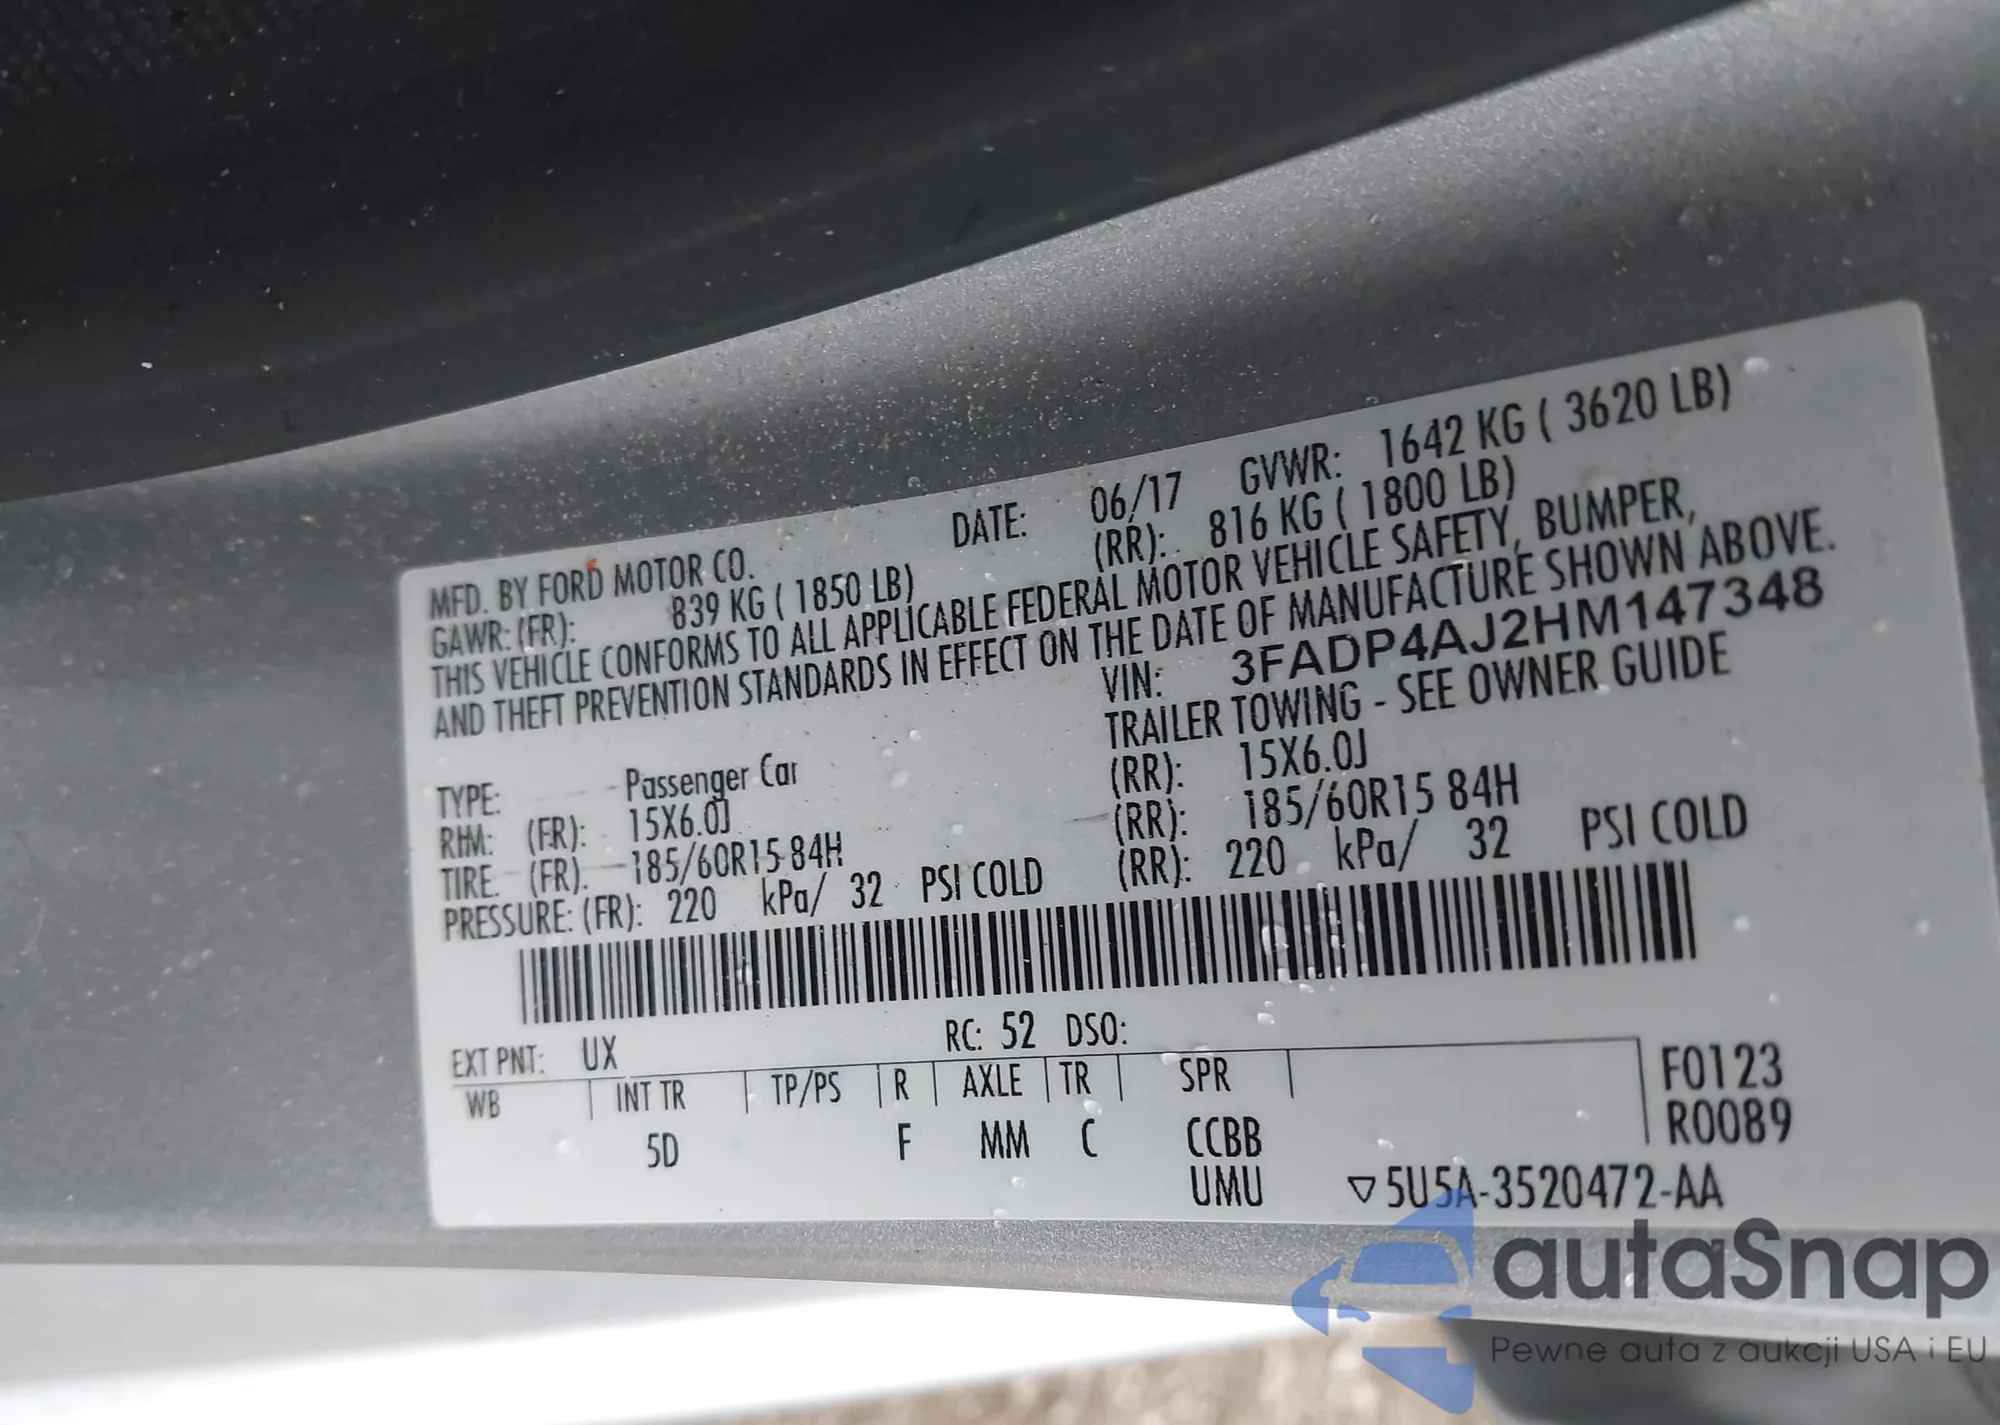 MFD. BY FORD MOTOR CO. DATE: 06/17 GVWR: 1642 KG ( 3620 LB)
GAWR: (FR): 839 KG ( 1850 LB) (RR): 816 KG ( 1800 LB)
THIS VEHICLE CONFORMS TO ALL APPLICABLE FEDERAL MOTOR VEHICLE SAFETY, BUMPER,
AND THEFT PREVENTION STANDARDS IN EFFECT ON THE DATE OF MANUFACTURE SHOWN ABOVE.
VIN: 3FADP4AJ2HM147348
TYPE: Passenger Car TRAILER TOWING - SEE OWNER GUIDE
RHM: (FR): 15X6.0J (RR): 15X6.0J
TIRE. (FR). 185/60R15 84H (RR): 185/60R15 84H
PRESSURE: (FR): 220 kPa/ 32 PSI COLD (RR): 220 kPa/ 32 PSI COLD
EXT PNT: UX RC: 52 DSO:
WB INT TR TP/PS R AXLE TR SPR F0123
5D F MM C CCBB R0089
UMU ▽5U5A-3520472-AA
autaSnap
Pewne auta z aukcji USA i EU